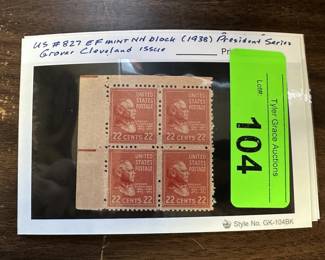 US #827 EF MINT NH Block (1938) "President" Series
Grover Cleveland issue
Pr
Lot#:
104
Tyler Grace Auctions
UNITED
STATES
POSTAGE
22 CENTS 22
UNITED
STATES
POSTAGE
22 CENTS 22
UNITED
STATES
POSTAGE
22 CENTS 22
UNITED
STATES
POSTAGE
22 CENTS 22
Style No. GK-104BK